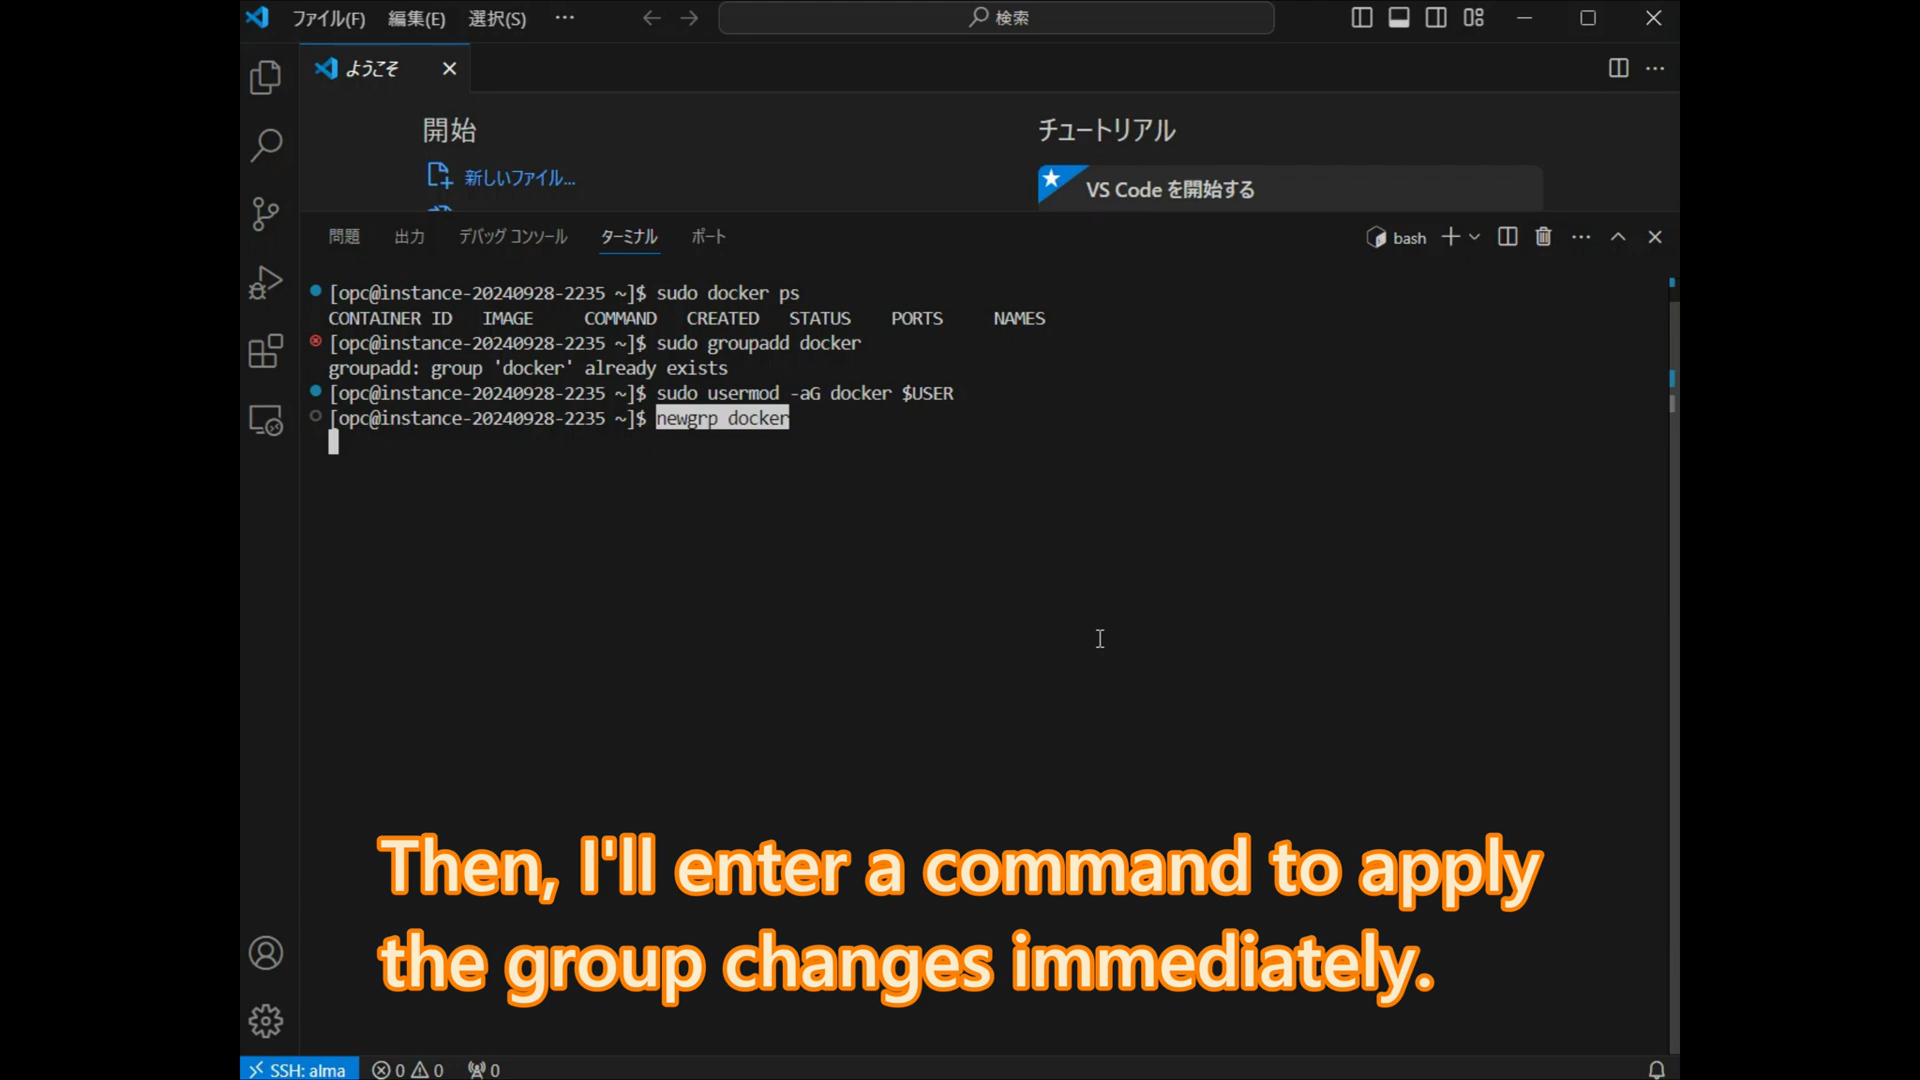 ファイル(F) 編集(E) 選択(S) ··· 検索
ようこそ
開始
チュートリアル
新しいファイル...
VS Code を開始する
問題 出力 デバッグ コンソール ターミナル ポート bash
[opc@instance-20240928-2235 ~]$ sudo docker ps
CONTAINER ID IMAGE COMMAND CREATED STATUS PORTS NAMES
[opc@instance-20240928-2235 ~]$ sudo groupadd docker
groupadd: group 'docker' already exists
[opc@instance-20240928-2235 ~]$ sudo usermod -aG docker $USER
[opc@instance-20240928-2235 ~]$ newgrp docker
Then, I'll enter a command to apply
the group changes immediately.
SSH: alma 0 0 0